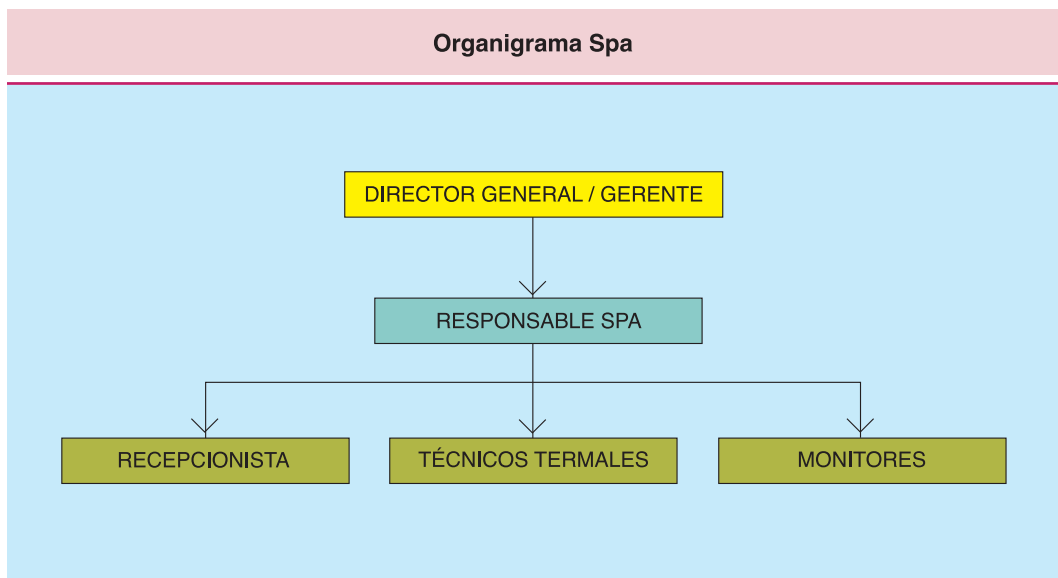 Organigrama Spa
DIRECTOR GENERAL / GERENTE
RESPONSABLE SPA
RECEPCIONISTA
TÉCNICOS TERMALES
MONITORES